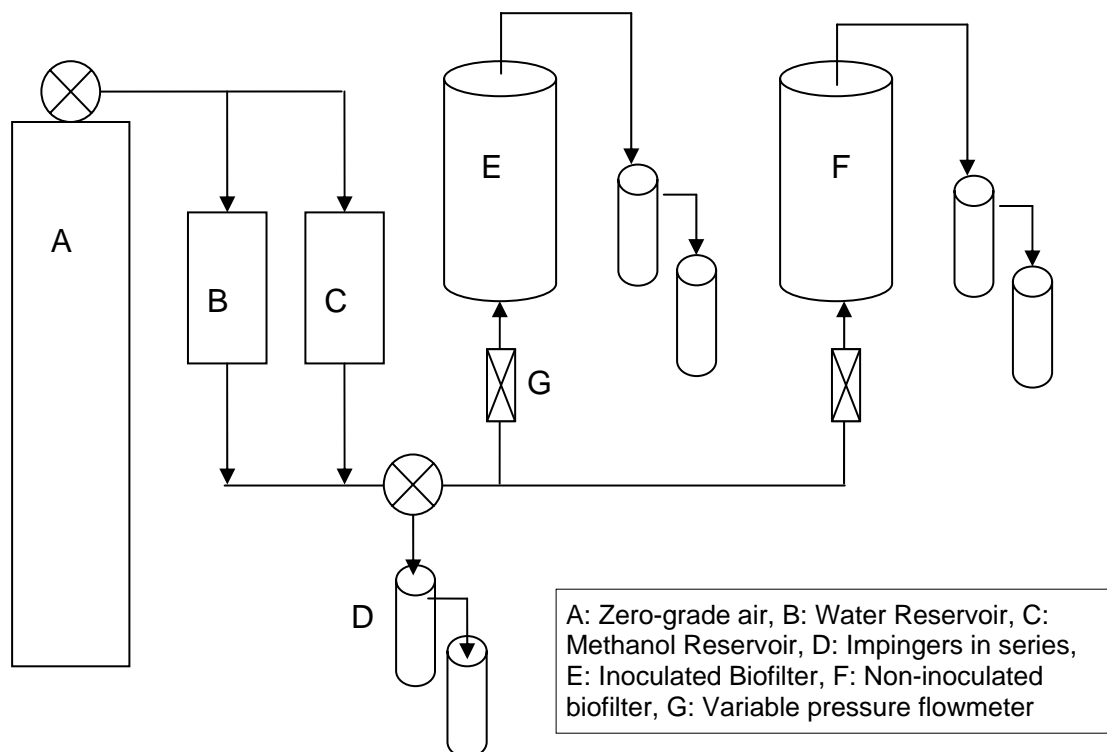 A
B
C
D
E
F
G
A: Zero-grade air, B: Water Reservoir, C:
Methanol Reservoir, D: Impingers in series,
E: Inoculated Biofilter, F: Non-inoculated
biofilter, G: Variable pressure flowmeter